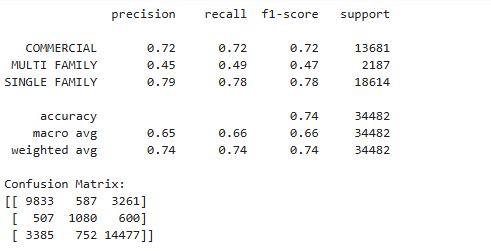 precision recall f1-score support
COMMERCIAL 0.72 0.72 0.72 13681
MULTI FAMILY 0.45 0.49 0.47 2187
SINGLE FAMILY 0.79 0.78 0.78 18614
accuracy 0.74 34482
macro avg 0.65 0.66 0.66 34482
weighted avg 0.74 0.74 0.74 34482
Confusion Matrix:
[[ 9833 587 3261]
[ 507 1080 600]
[ 3385 752 14477]]